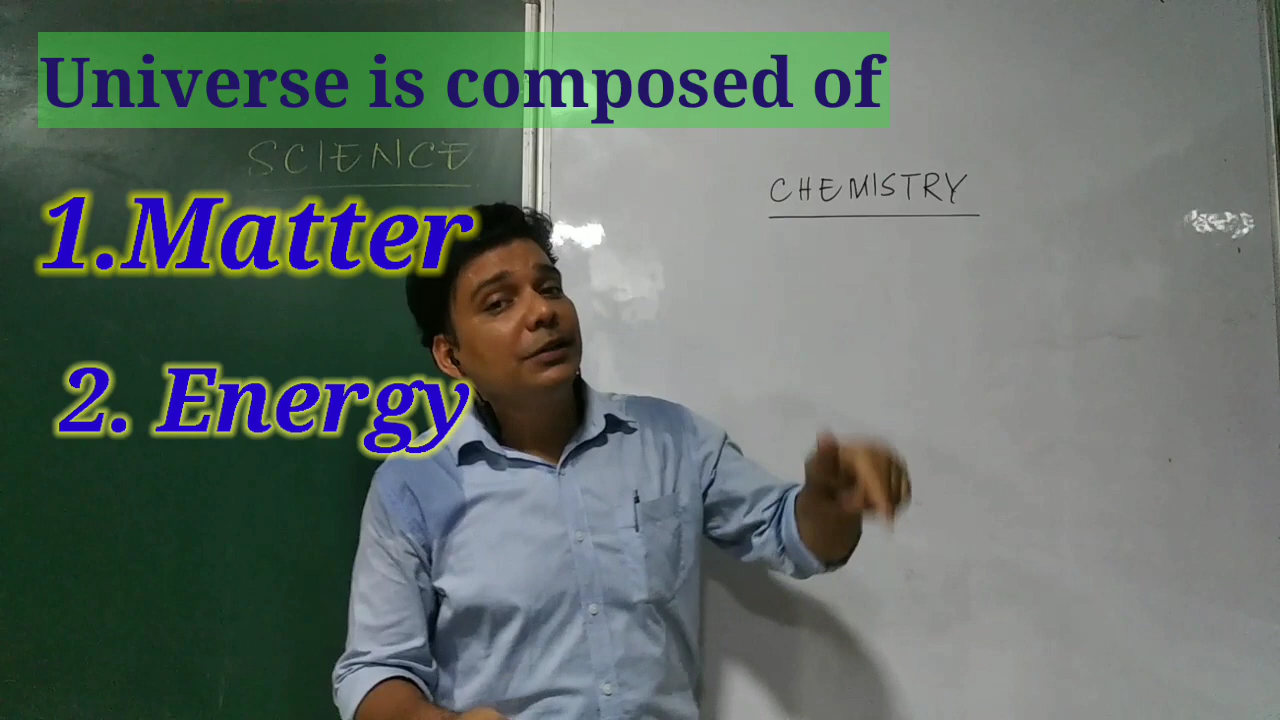 Universe is composed of
SCIENCE
CHEMISTRY
1.Matter
2. Energy